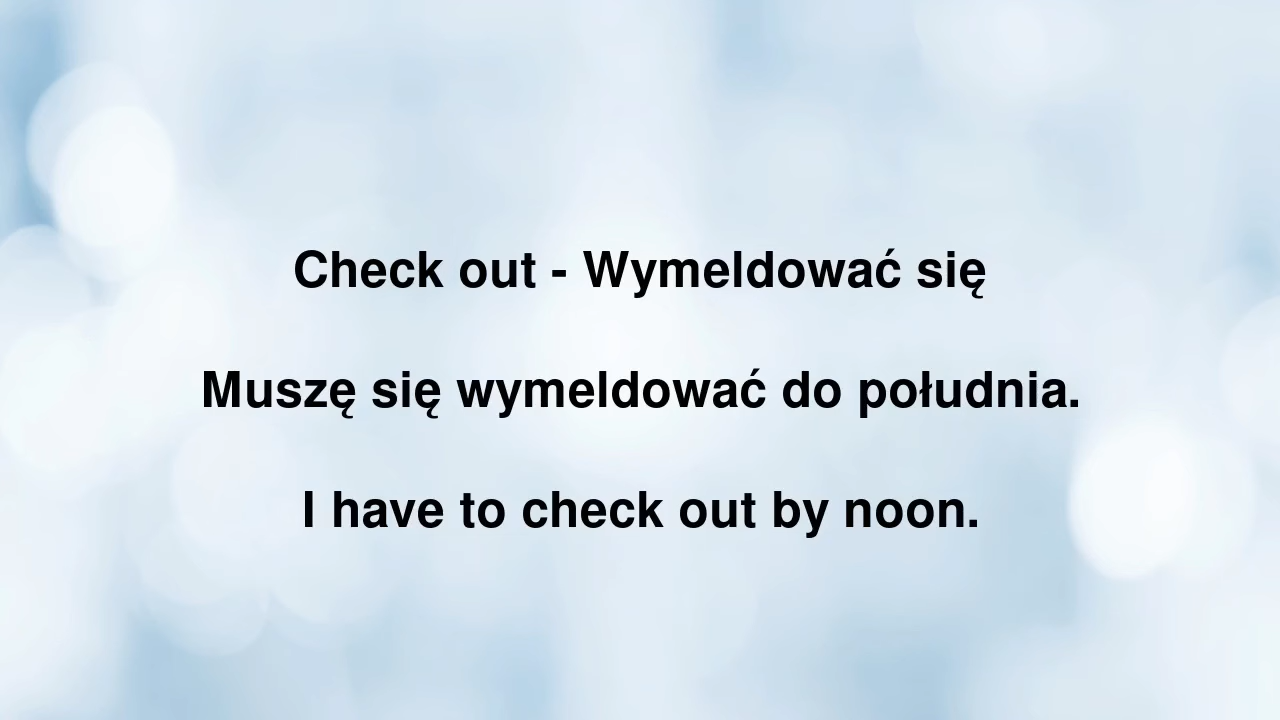 Check out - Wymeldować się
Muszę się wymeldować do południa.
I have to check out by noon.